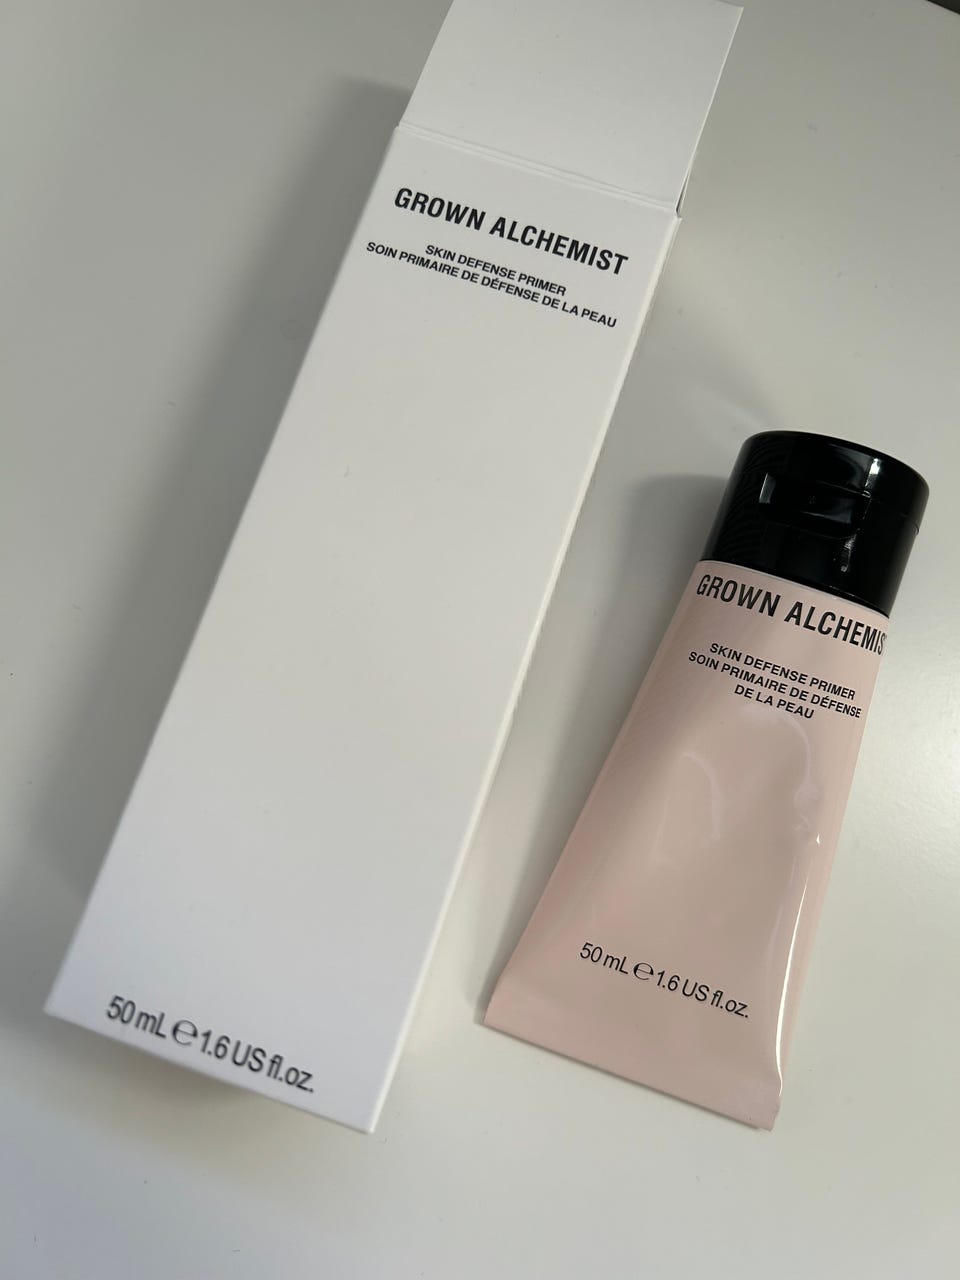 GROWN ALCHEMIST
SKIN DEFENSE PRIMER
SOIN PRIMAIRE DE DÉFENSE DE LA PEAU
50 mL ℮ 1.6 US fl.oz.
GROWN ALCHEMIST
SKIN DEFENSE PRIMER
SOIN PRIMAIRE DE DÉFENSE
DE LA PEAU
50 mL ℮ 1.6 US fl.oz.